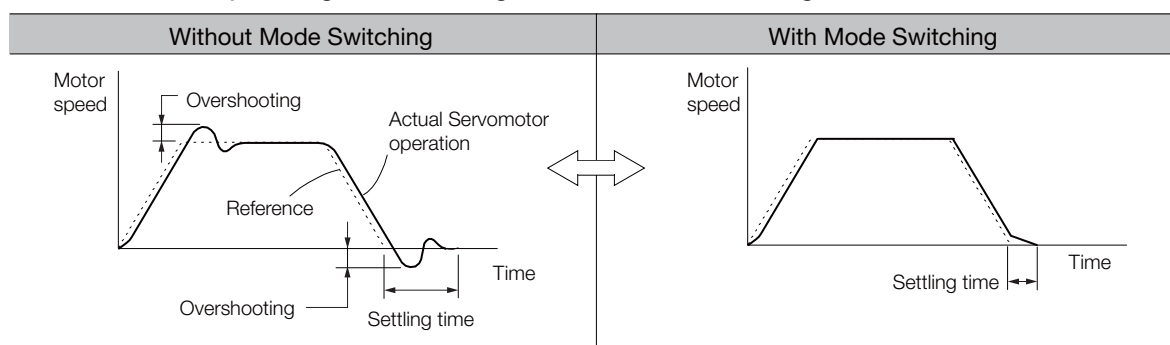 Without Mode Switching
With Mode Switching
Motor
speed
Overshooting
Actual Servomotor
operation
Reference
Time
Overshooting
Settling time
Motor
speed
Time
Settling time